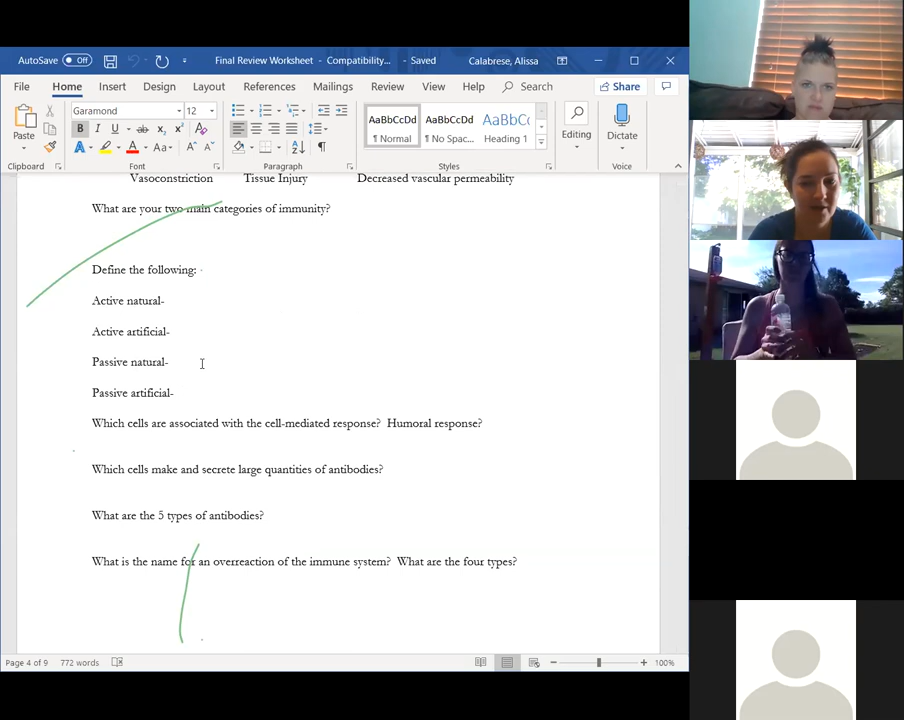 AutoSave Off Final Review Worksheet - Compatibility... - Saved Calabrese, Alissa
File Home Insert Design Layout References Mailings Review View Help Search Share
Paste Garamond 12 AaBbCcDd AaBbCcDd AaBbCc Editing Dictate
B I U ab x₂ x² ¶ ¶ Normal ¶ No Spac... Heading 1
A A Aa A A
Clipboard Font Paragraph Styles Voice
Vasoconstriction Tissue Injury Decreased vascular permeability
What are your two main categories of immunity?
Define the following:
Active natural-
Active artificial-
Passive natural-
Passive artificial-
Which cells are associated with the cell-mediated response? Humoral response?
Which cells make and secrete large quantities of antibodies?
What are the 5 types of antibodies?
What is the name for an overreaction of the immune system? What are the four types?
Page 4 of 9 772 words 100%